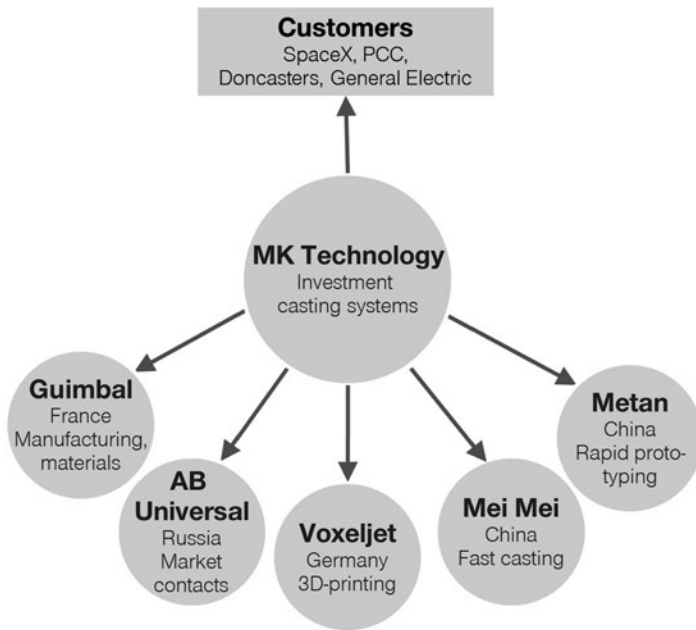 Customers
SpaceX, PCC,
Doncasters, General Electric
MK Technology
Investment
casting systems
Guimbal
France
Manufacturing,
materials
AB
Universal
Russia
Market
contacts
Voxeljet
Germany
3D-printing
Mei Mei
China
Fast casting
Metan
China
Rapid proto-
typing